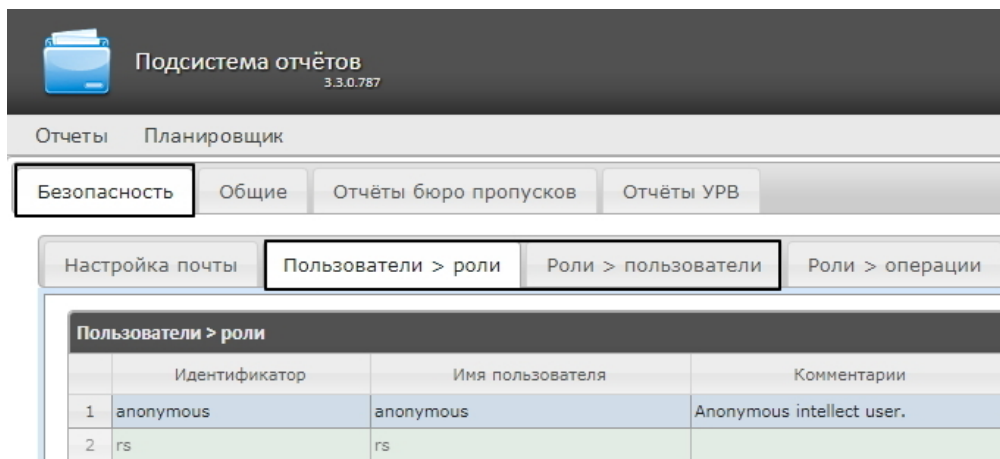 Подсистема отчётов
3.3.0.787
Отчеты Планировщик
Безопасность Общие Отчёты бюро пропусков Отчёты УРВ
Настройка почты Пользователи > роли Роли > пользователи Роли > операции
Пользователи > роли
Идентификатор Имя пользователя Комментарии
1 anonymous anonymous Anonymous intellect user.
2 rs rs